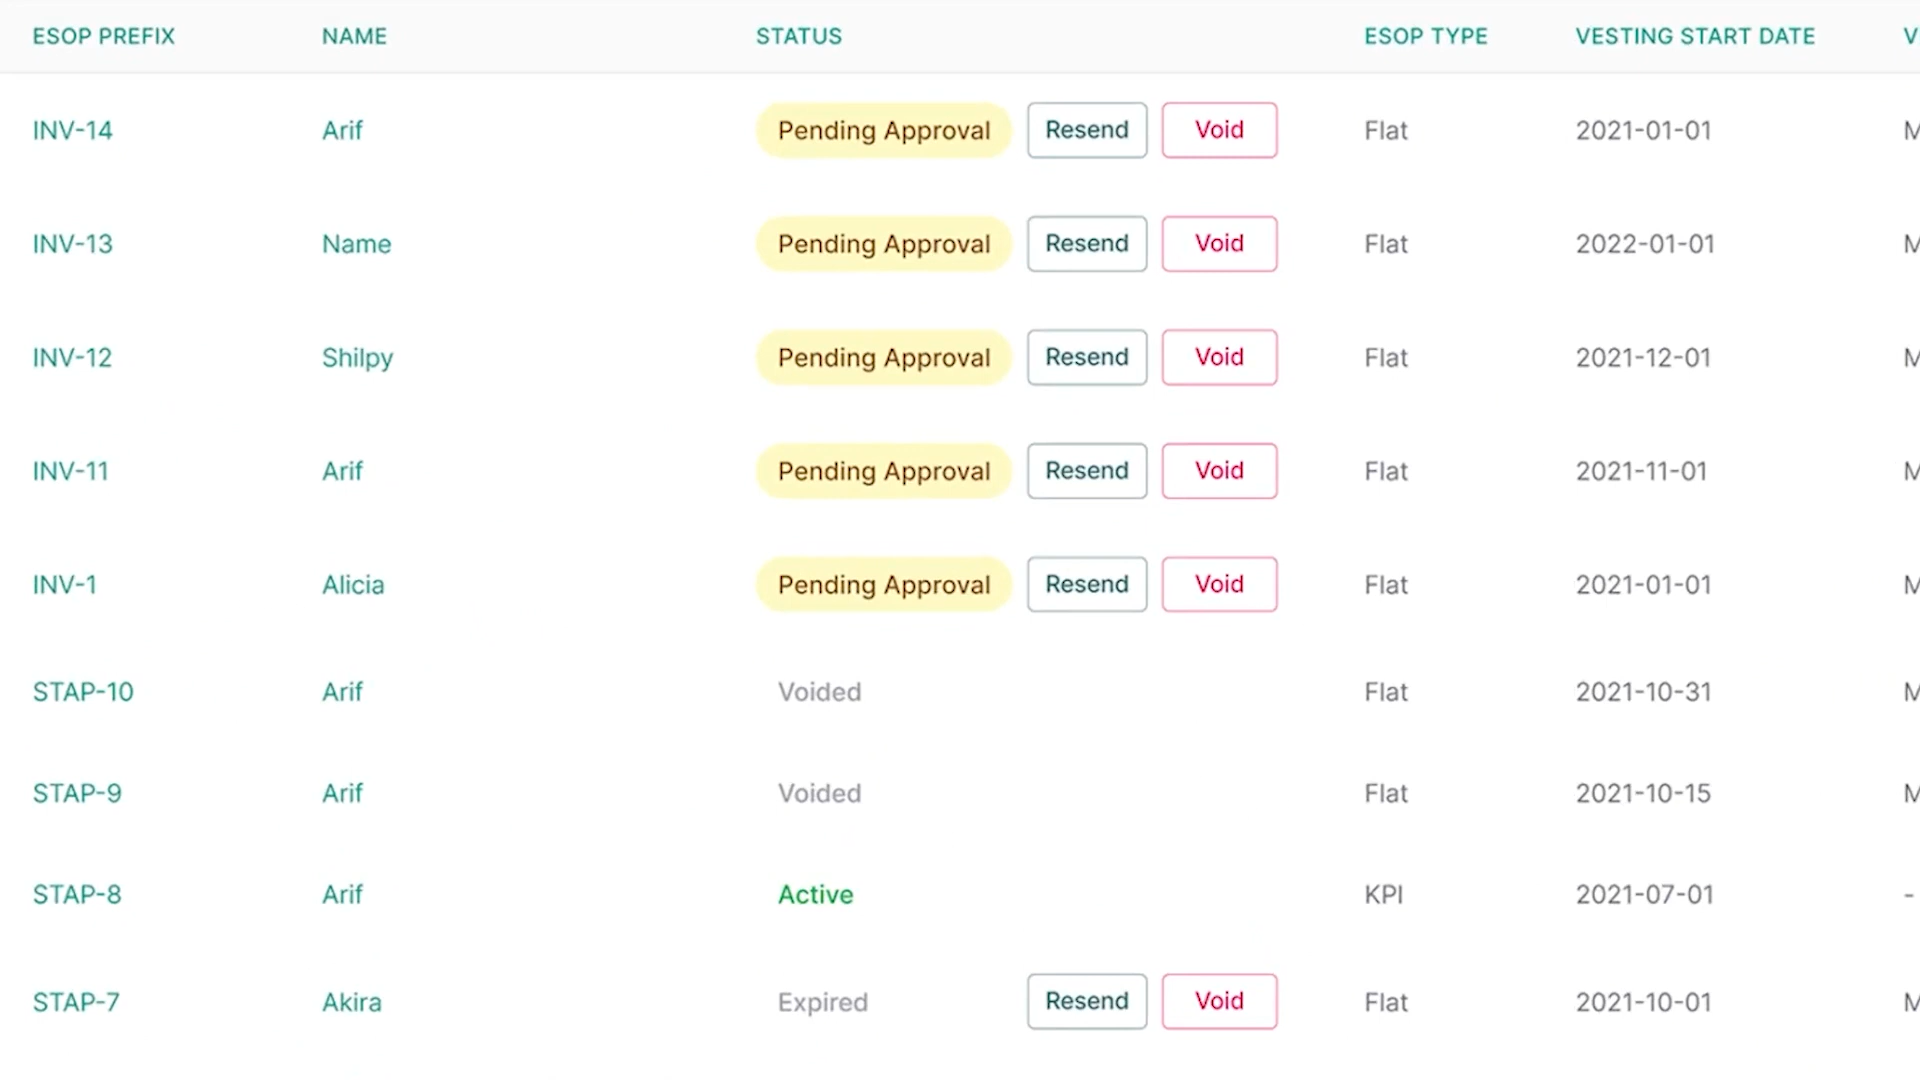 ESOP PREFIX NAME STATUS ESOP TYPE VESTING START DATE V
INV-14 Arif Pending Approval Resend Void Flat 2021-01-01 M
INV-13 Name Pending Approval Resend Void Flat 2022-01-01 M
INV-12 Shilpy Pending Approval Resend Void Flat 2021-12-01 M
INV-11 Arif Pending Approval Resend Void Flat 2021-11-01 M
INV-1 Alicia Pending Approval Resend Void Flat 2021-01-01 M
STAP-10 Arif Voided Flat 2021-10-31 M
STAP-9 Arif Voided Flat 2021-10-15 M
STAP-8 Arif Active KPI 2021-07-01 -
STAP-7 Akira Expired Resend Void Flat 2021-10-01 M